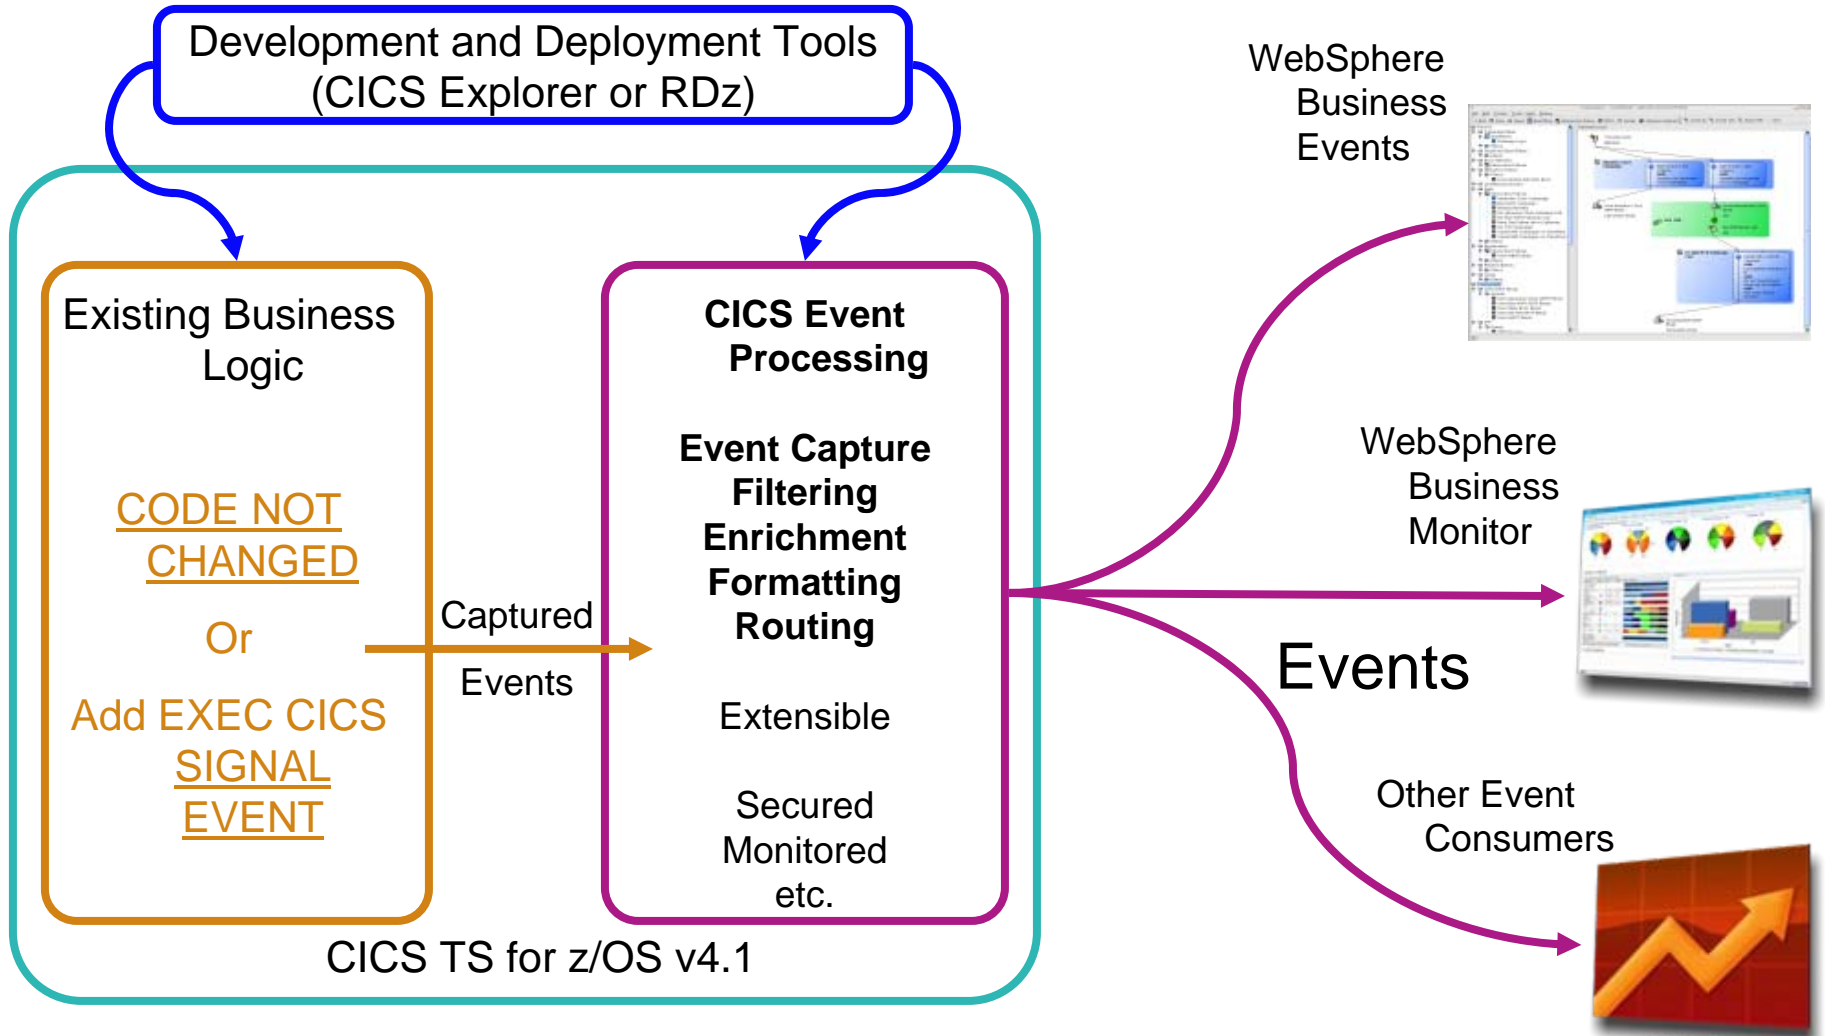 Development and Deployment Tools
(CICS Explorer or RDz)
Existing Business
Logic
CODE NOT
CHANGED
Or
Add EXEC CICS
SIGNAL
EVENT
Captured
Events
CICS Event
Processing
Event Capture
Filtering
Enrichment
Formatting
Routing
Extensible
Secured
Monitored
etc.
CICS TS for z/OS v4.1
WebSphere
Business
Events
WebSphere
Business
Monitor
Events
Other Event
Consumers